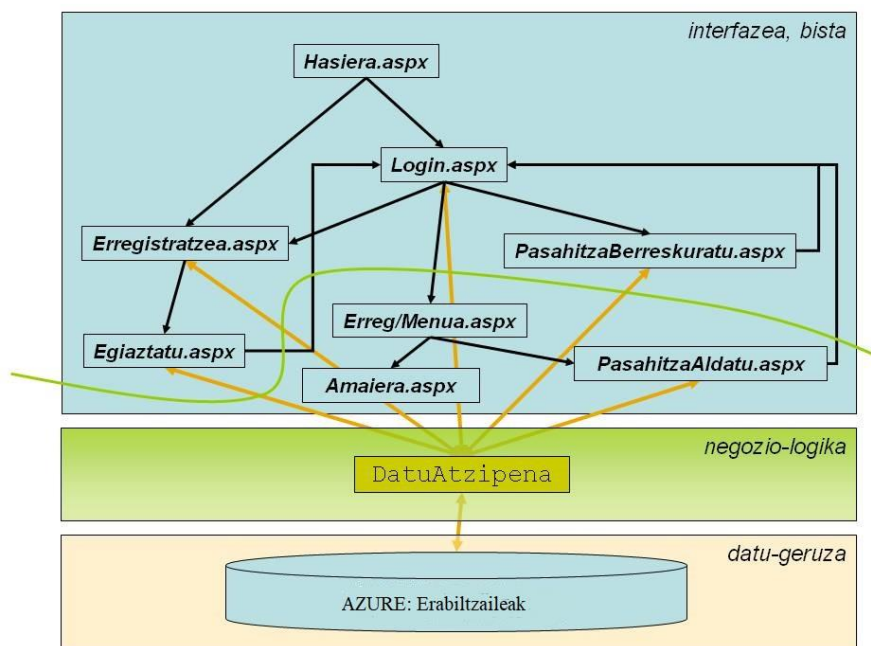 interfazea, bista
Hasiera.aspx
Login.aspx
Erregistratzea.aspx
PasahitzaBerreskuratu.aspx
Erreg/Menua.aspx
Egiaztatu.aspx
PasahitzaAldatu.aspx
Amaiera.aspx
negozio-logika
DatuAtzipena
datu-geruza
AZURE: Erabiltzaileak